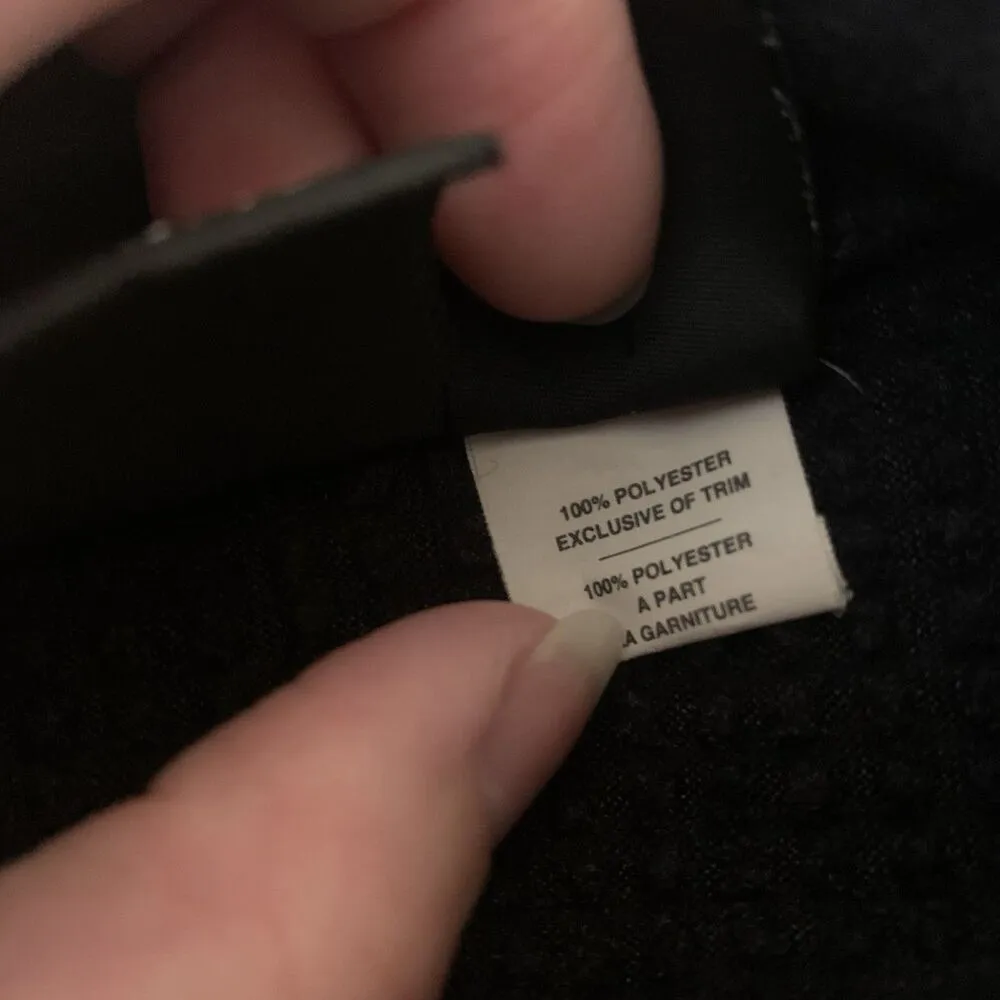 100% POLYESTER
EXCLUSIVE OF TRIM
100% POLYESTER
A PART
LA GARNITURE